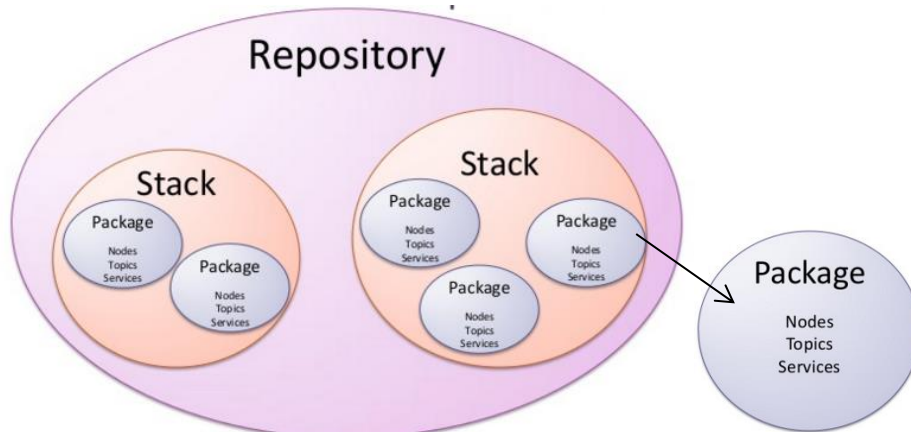 Repository
Stack
Package
Nodes
Topics
Services
Package
Nodes
Topics
Services
Stack
Package
Nodes
Topics
Services
Package
Nodes
Topics
Services
Package
Nodes
Topics
Services
Package
Nodes
Topics
Services